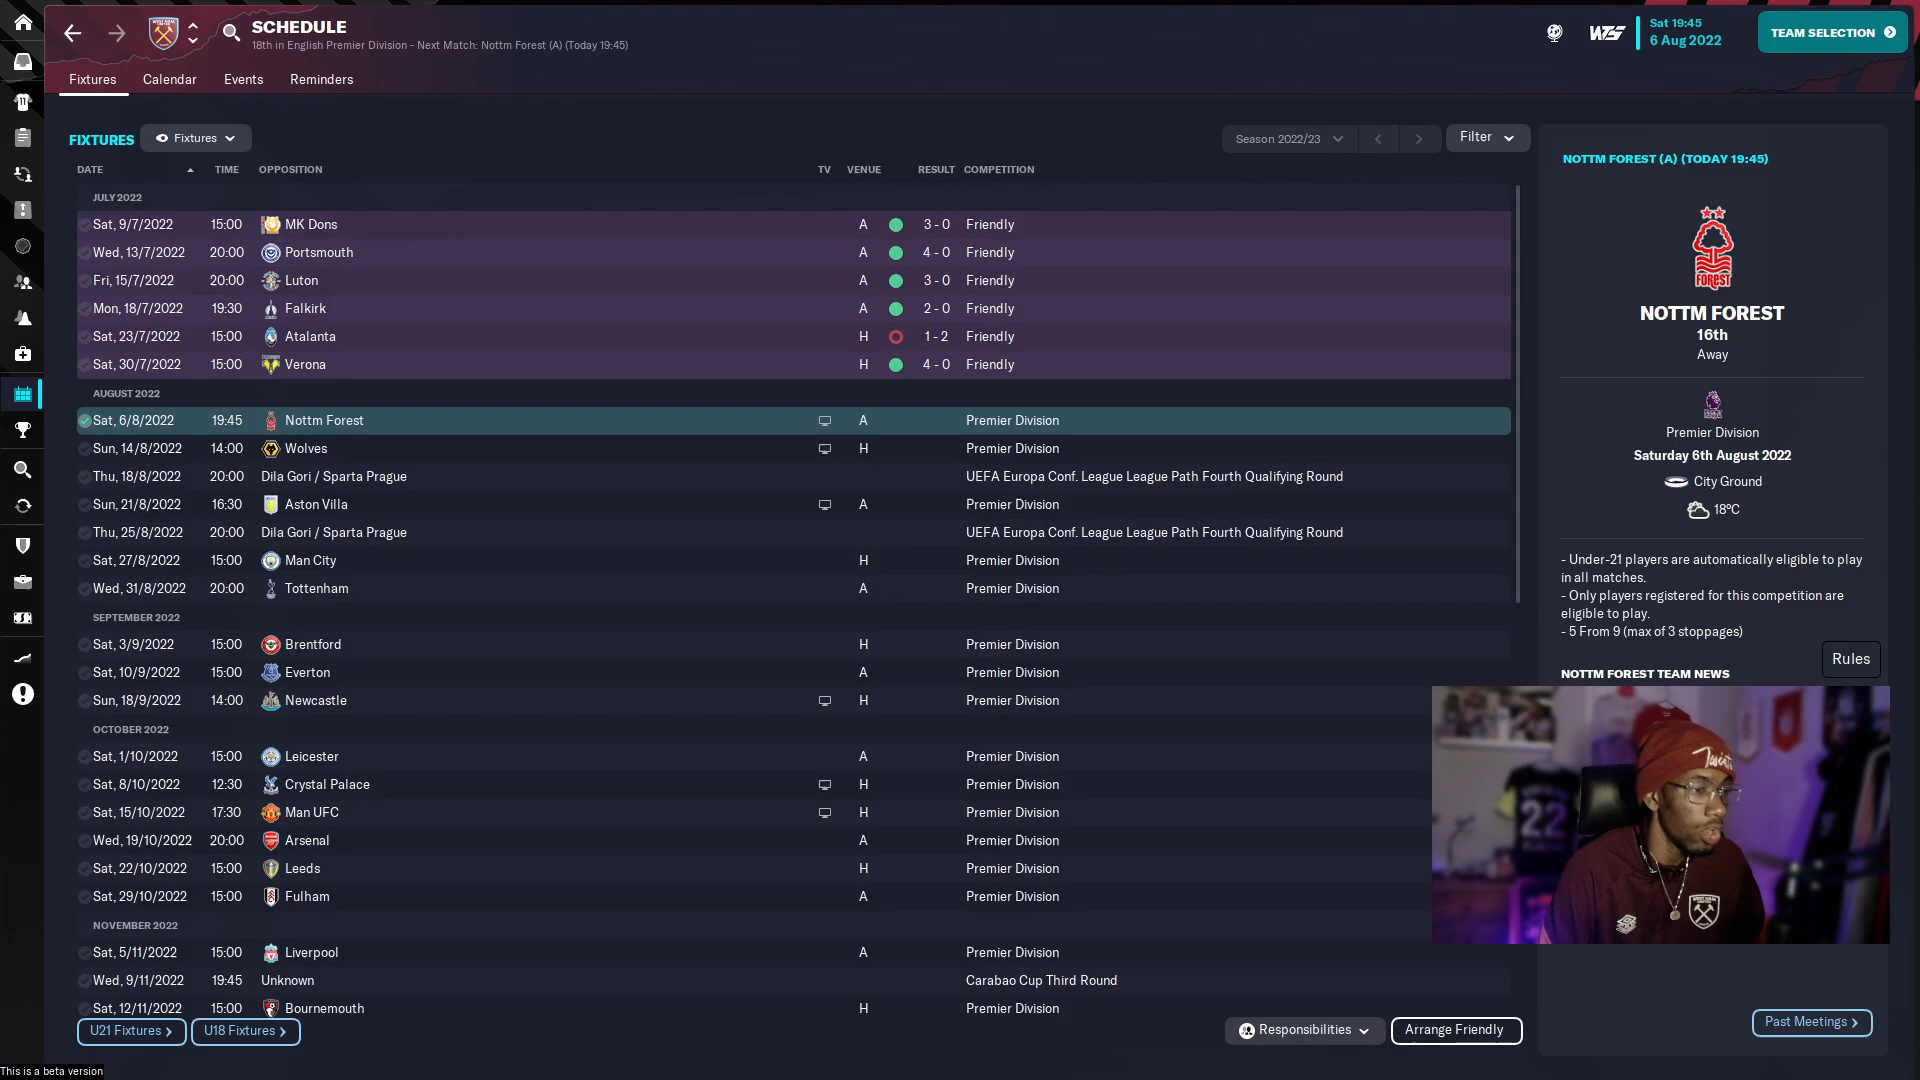 SCHEDULE
18th in English Premier Division - Next Match: Nottm Forest (A) (Today 19:45)
Sat 19:45
6 Aug 2022
TEAM SELECTION
Fixtures Calendar Events Reminders
FIXTURES Fixtures Season 2022/23 Filter
DATE TIME OPPOSITION TV VENUE RESULT COMPETITION
JULY 2022
Sat, 9/7/2022 15:00 MK Dons A 3 - 0 Friendly
Wed, 13/7/2022 20:00 Portsmouth A 4 - 0 Friendly
Fri, 15/7/2022 20:00 Luton A 3 - 0 Friendly
Mon, 18/7/2022 19:30 Falkirk A 2 - 0 Friendly
Sat, 23/7/2022 15:00 Atalanta H 1 - 2 Friendly
Sat, 30/7/2022 15:00 Verona H 4 - 0 Friendly
AUGUST 2022
Sat, 6/8/2022 19:45 Nottm Forest A Premier Division
Sun, 14/8/2022 14:00 Wolves H Premier Division
Thu, 18/8/2022 20:00 Dila Gori / Sparta Prague UEFA Europa Conf. League League Path Fourth Qualifying Round
Sun, 21/8/2022 16:30 Aston Villa A Premier Division
Thu, 25/8/2022 20:00 Dila Gori / Sparta Prague UEFA Europa Conf. League League Path Fourth Qualifying Round
Sat, 27/8/2022 15:00 Man City H Premier Division
Wed, 31/8/2022 20:00 Tottenham A Premier Division
SEPTEMBER 2022
Sat, 3/9/2022 15:00 Brentford H Premier Division
Sat, 10/9/2022 15:00 Everton A Premier Division
Sun, 18/9/2022 14:00 Newcastle H Premier Division
OCTOBER 2022
Sat, 1/10/2022 15:00 Leicester A Premier Division
Sat, 8/10/2022 12:30 Crystal Palace H Premier Division
Sat, 15/10/2022 17:30 Man UFC H Premier Division
Wed, 19/10/2022 20:00 Arsenal A Premier Division
Sat, 22/10/2022 15:00 Leeds H Premier Division
Sat, 29/10/2022 15:00 Fulham A Premier Division
NOVEMBER 2022
Sat, 5/11/2022 15:00 Liverpool A Premier Division
Wed, 9/11/2022 19:45 Unknown Carabao Cup Third Round
Sat, 12/11/2022 15:00 Bournemouth H Premier Division
U21 Fixtures U18 Fixtures Responsibilities Arrange Friendly
NOTTM FOREST (A) (TODAY 19:45)
FOREST
NOTTM FOREST
16th
Away
Premier Division
Saturday 6th August 2022
City Ground
18°C
- Under-21 players are automatically eligible to play
in all matches.
- Only players registered for this competition are
eligible to play.
- 5 From 9 (max of 3 stoppages)
Rules
NOTTM FOREST TEAM NEWS
22
Past Meetings
This is a beta version